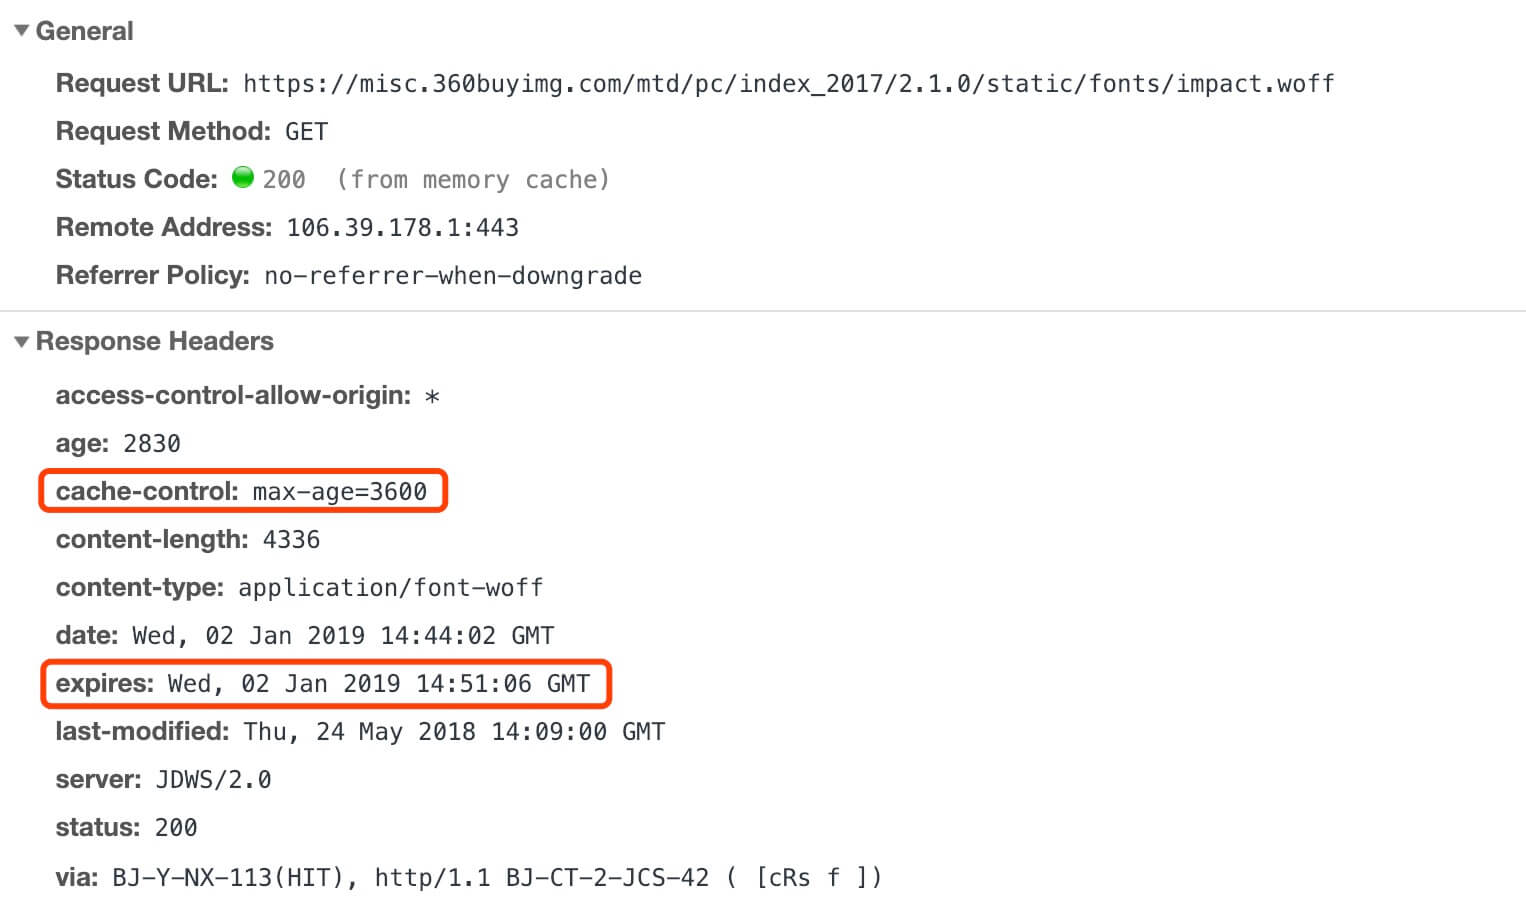 General
Request URL: https://misc.360buyimg.com/mtd/pc/index_2017/2.1.0/static/fonts/impact.woff
Request Method: GET
Status Code: 200 (from memory cache)
Remote Address: 106.39.178.1:443
Referrer Policy: no-referrer-when-downgrade
Response Headers
access-control-allow-origin: *
age: 2830
cache-control: max-age=3600
content-length: 4336
content-type: application/font-woff
date: Wed, 02 Jan 2019 14:44:02 GMT
expires: Wed, 02 Jan 2019 14:51:06 GMT
last-modified: Thu, 24 May 2018 14:09:00 GMT
server: JDWS/2.0
status: 200
via: BJ-Y-NX-113(HIT), http/1.1 BJ-CT-2-JCS-42 ( [cRs f ])